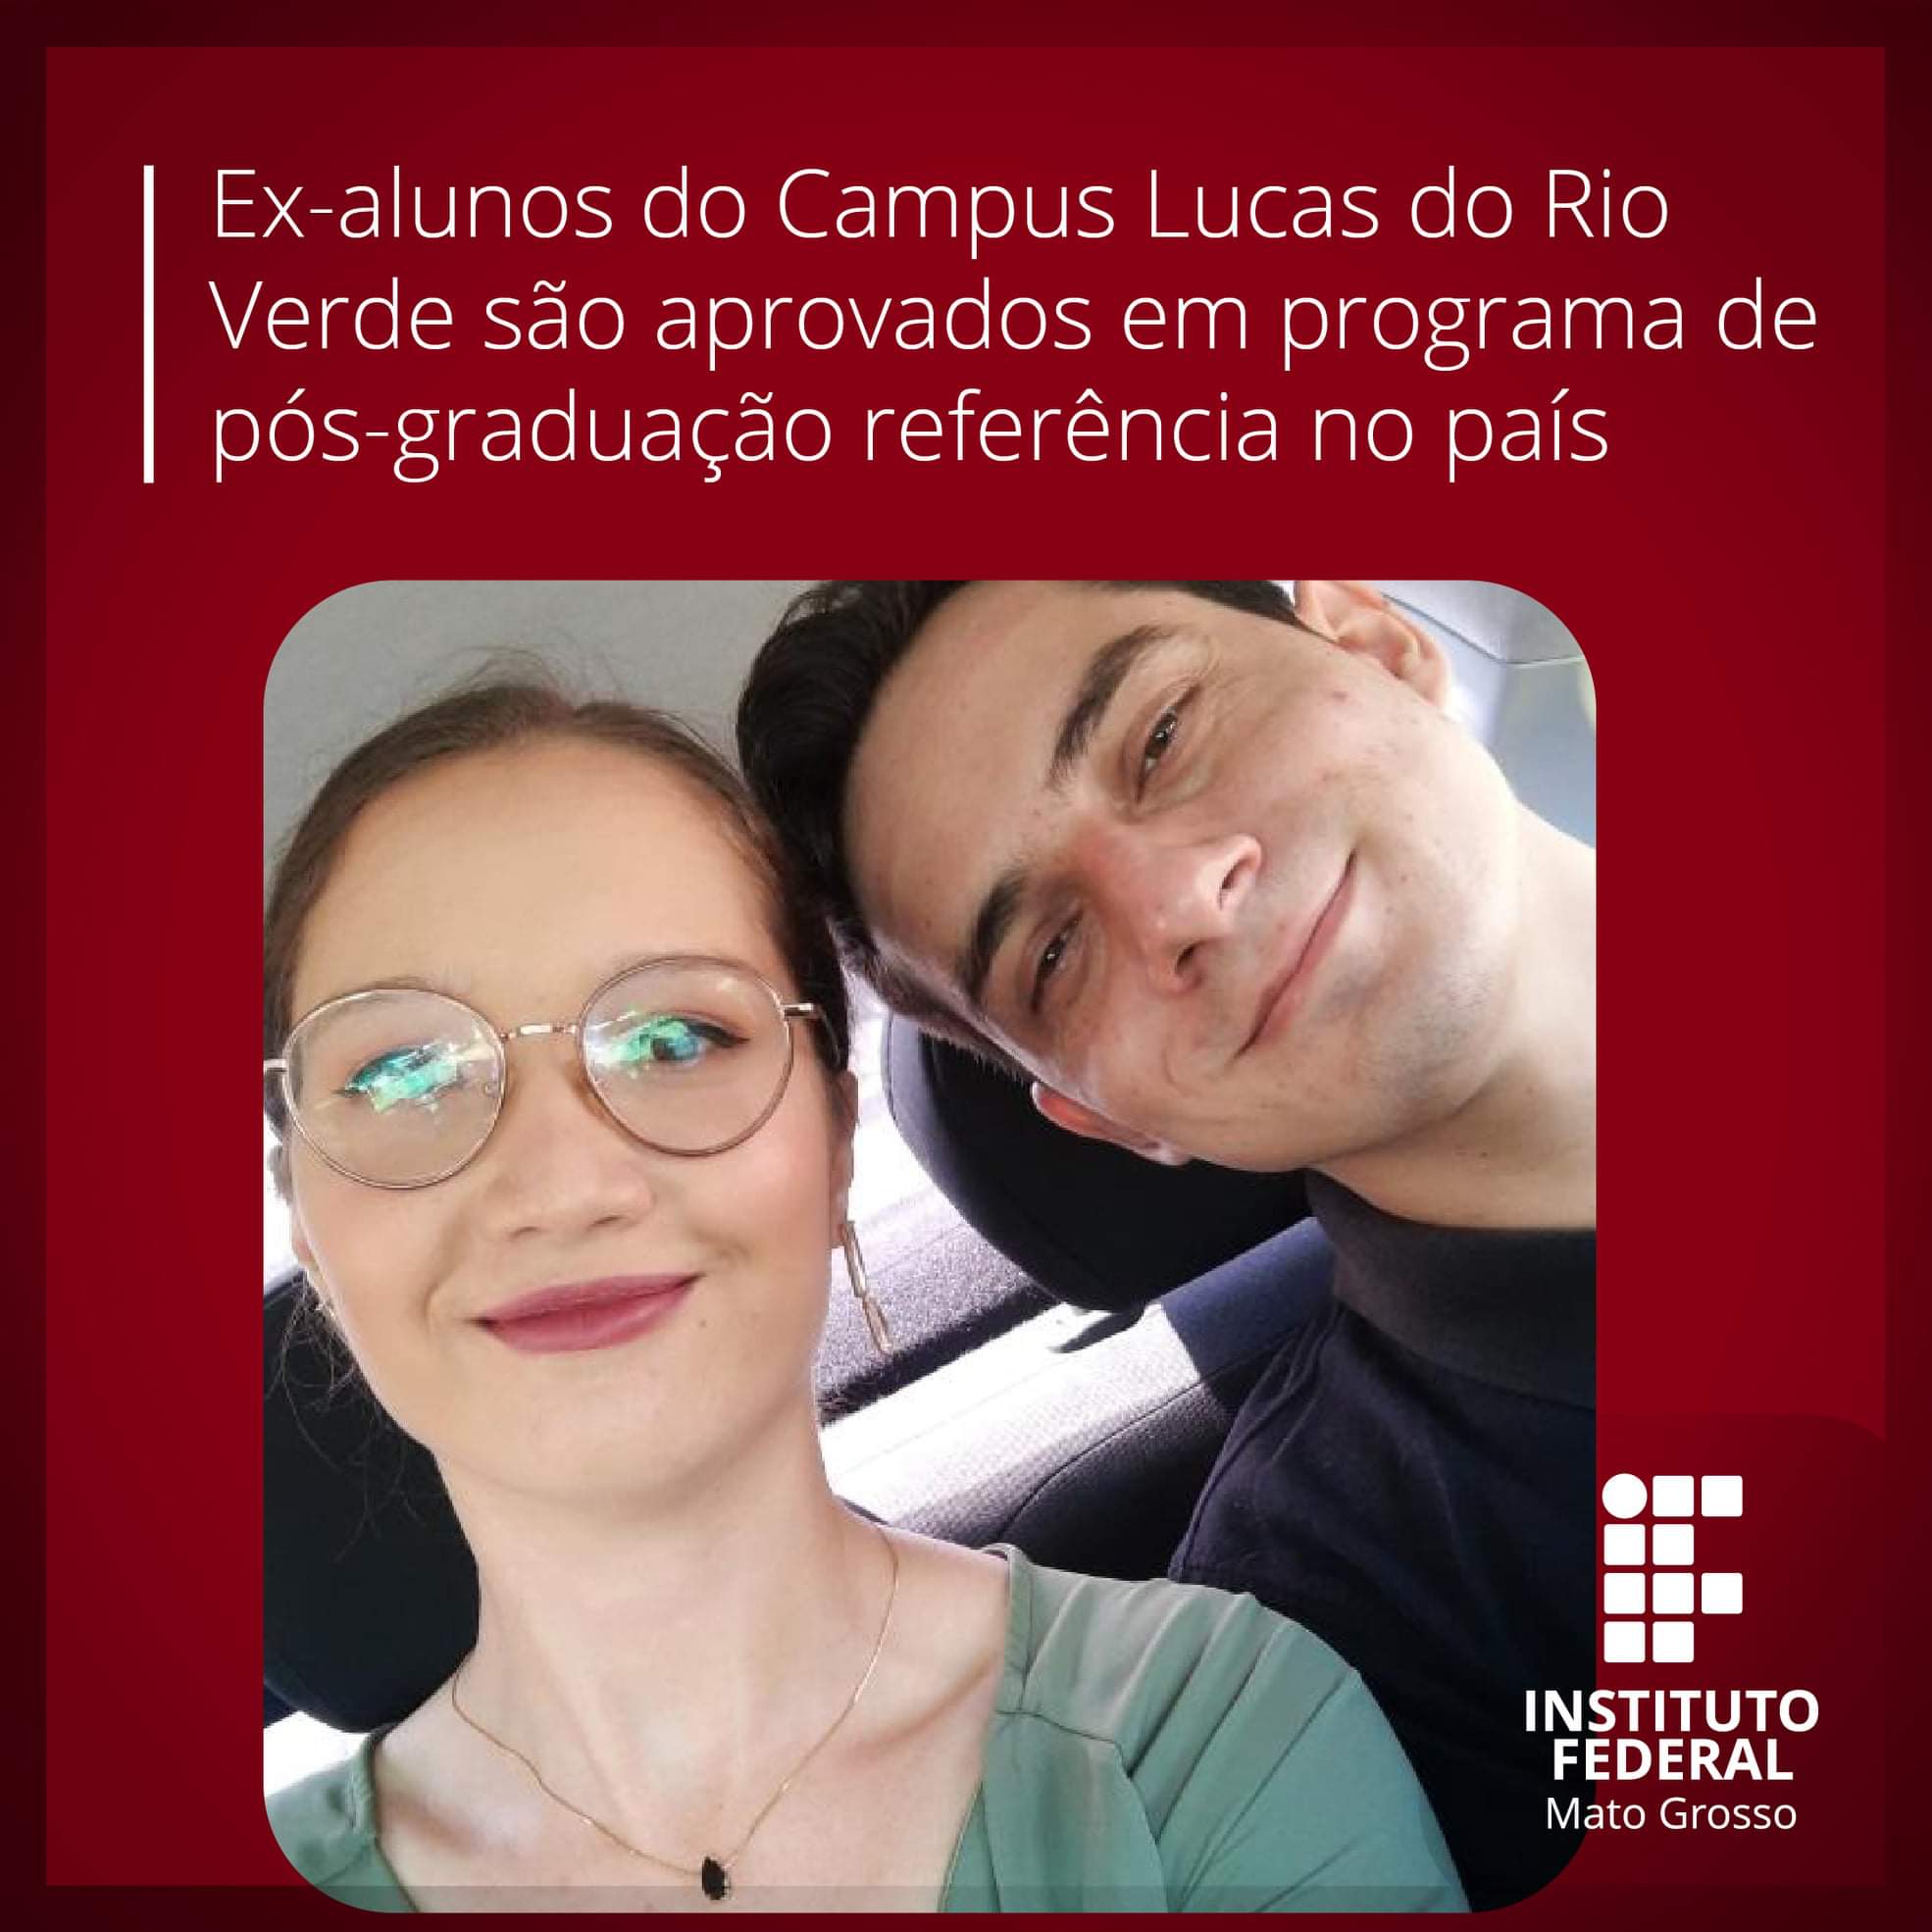 Ex-alunos do Campus Lucas do Rio
Verde são aprovados em programa de
pós-graduação referência no país
INSTITUTO
FEDERAL
Mato Grosso